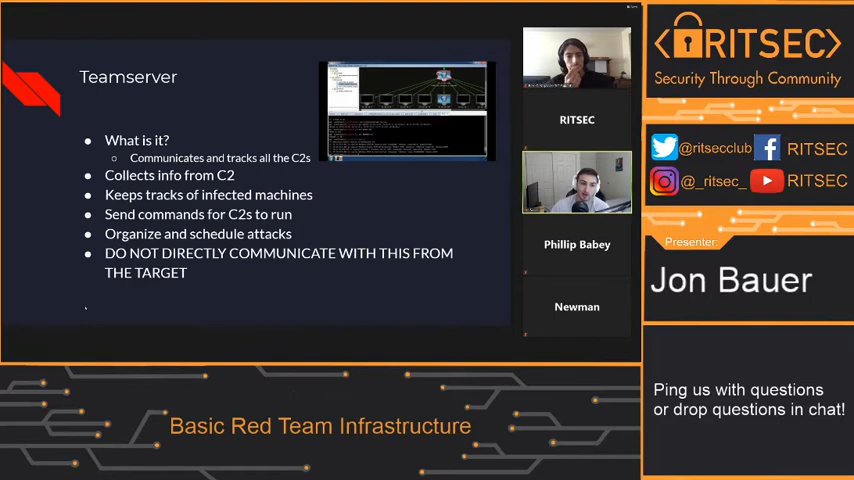 Teamserver
What is it?
Communicates and tracks all the C2s
Collects info from C2
Keeps tracks of infected machines
Send commands for C2s to run
Organize and schedule attacks
DO NOT DIRECTLY COMMUNICATE WITH THIS FROM
THE TARGET
RITSEC
Phillip Babey
Newman
<RITSEC>
Security Through Community
@ritsecclub
RITSEC
@_ritsec_
RITSEC
Presenter:
Jon Bauer
Ping us with questions
or drop questions in chat!
Basic Red Team Infrastructure